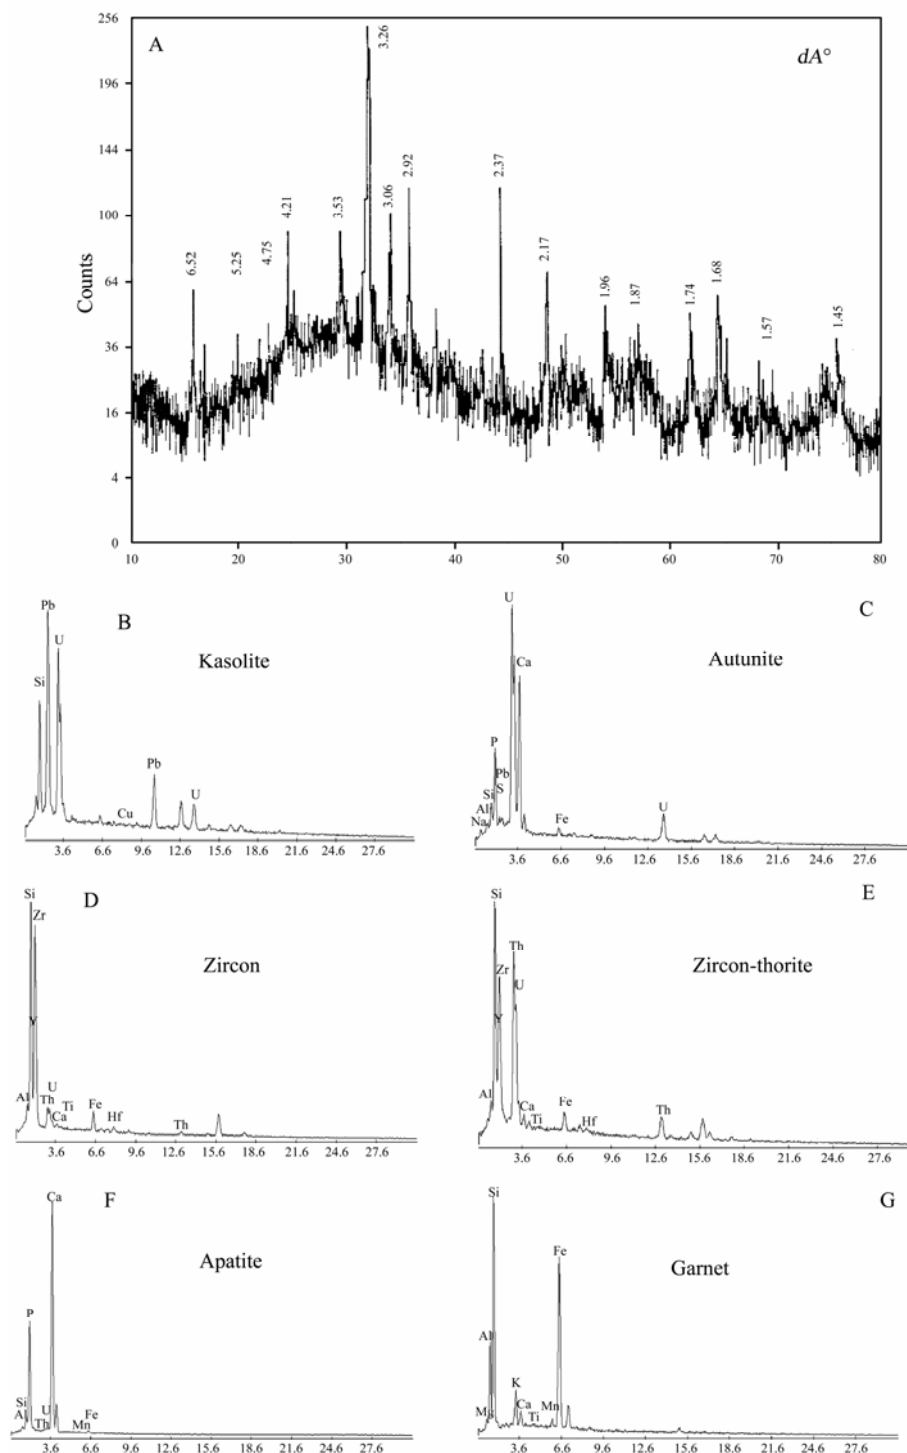 A
dA°
Counts
256
196
144
100
64
36
16
4
0
6.52
5.25
4.75
4.21
3.53
3.26
3.06
2.92
2.37
2.17
1.96
1.87
1.74
1.68
1.57
1.45
10 20 30 40 50 60 70 80
B
Kasolite
Pb
U
Si
Pb
Cu
U
3.6 6.6 9.6 12.6 15.6 18.6 21.6 24.6 27.6
C
Autunite
U
Ca
P
Pb
S
Si
Al
Na
Fe
U
3.6 6.6 9.6 12.6 15.6 18.6 21.6 24.6 27.6
D
Zircon
Si
Zr
Y
Al
U
Th
Ca
Ti
Fe
Hf
Th
3.6 6.6 9.6 12.6 15.6 18.6 21.6 24.6 27.6
E
Zircon-thorite
Si
Th
Zr
U
Y
Al
Ca
Ti
Fe
Hf
Th
3.6 6.6 9.6 12.6 15.6 18.6 21.6 24.6 27.6
F
Apatite
Ca
P
Si
Al
U
Th
Mn
Fe
3.6 6.6 9.6 12.6 15.6 18.6 21.6 24.6 27.6
G
Garnet
Si
Fe
Al
K
Mg
Ca
Ti
Mn
3.6 6.6 9.6 12.6 15.6 18.6 21.6 24.6 27.6